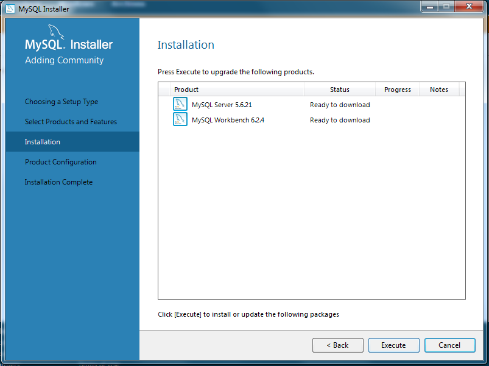 MySQL Installer
MySQL. Installer
Adding Community
Choosing a Setup Type
Select Products and Features
Installation
Product Configuration
Installation Complete
Installation
Press Execute to upgrade the following products.
Product Status Progress Notes
MySQL Server 5.6.21 Ready to download
MySQL Workbench 6.2.4 Ready to download
Click [Execute] to install or update the following packages
< Back Execute Cancel